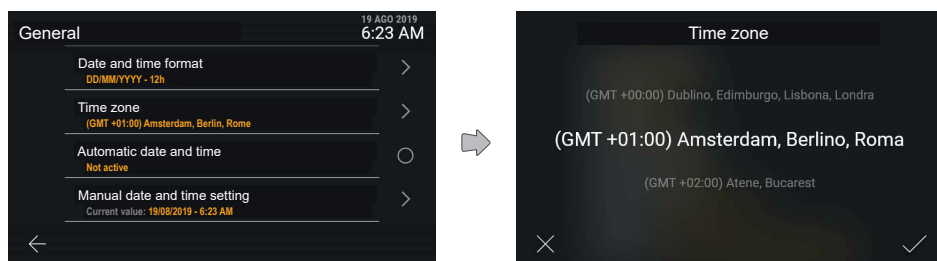 General
19 AGO 2019
6:23 AM
Date and time format
DD/MM/YYYY - 12h
Time zone
(GMT +01:00) Amsterdam, Berlin, Rome
Automatic date and time
Not active
Manual date and time setting
Current value: 19/08/2019 - 6:23 AM
Time zone
(GMT +00:00) Dublino, Edimburgo, Lisbona, Londra
(GMT +01:00) Amsterdam, Berlino, Roma
(GMT +02:00) Atene, Bucarest